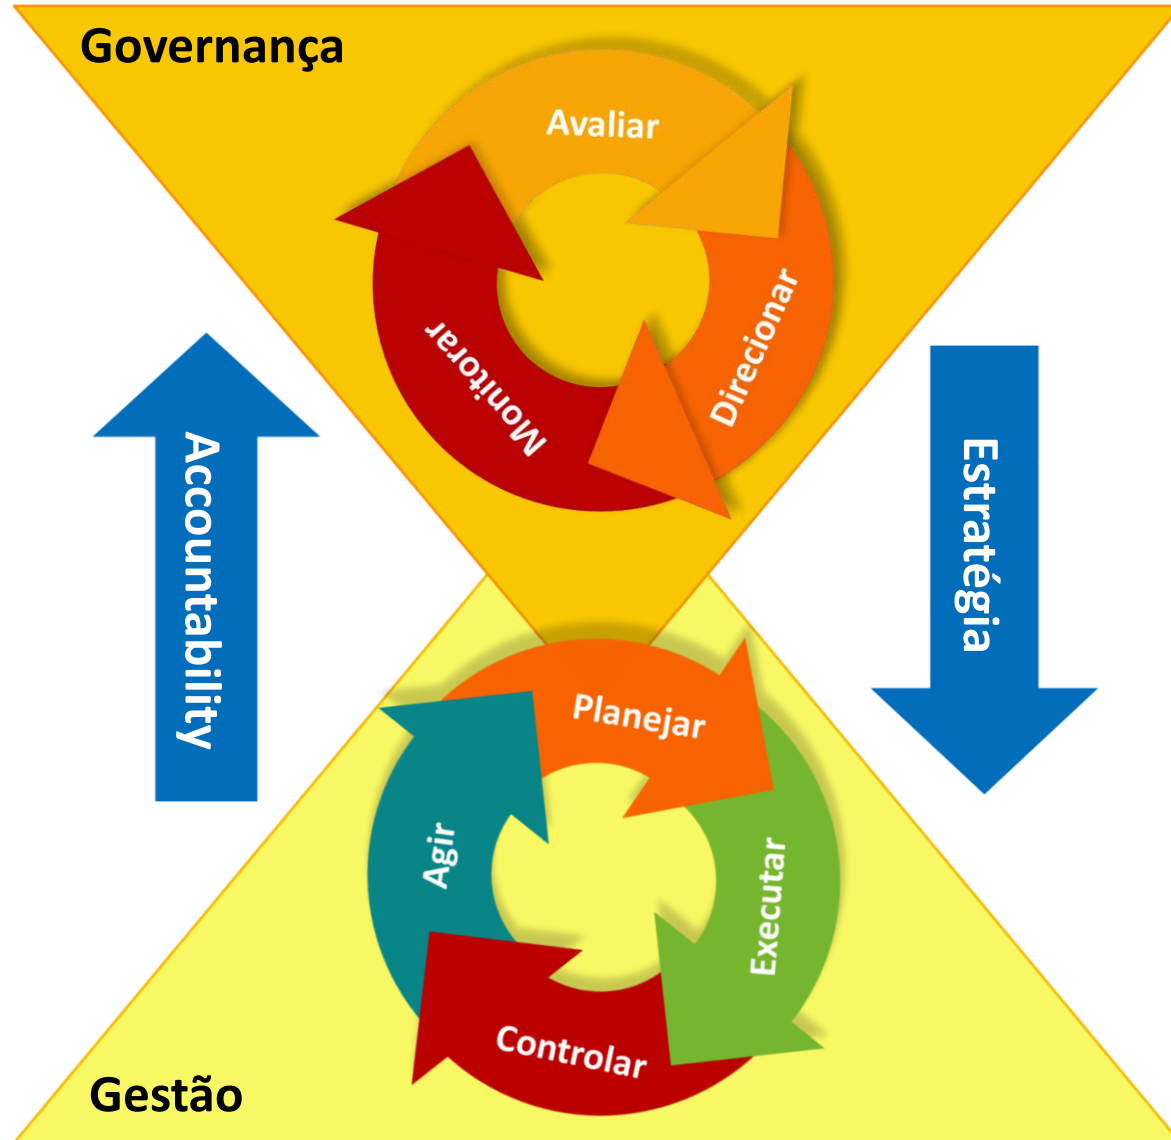 Governança
Avaliar
Direcionar
Monitorar
Accountability
Estratégia
Planejar
Executar
Controlar
Agir
Gestão